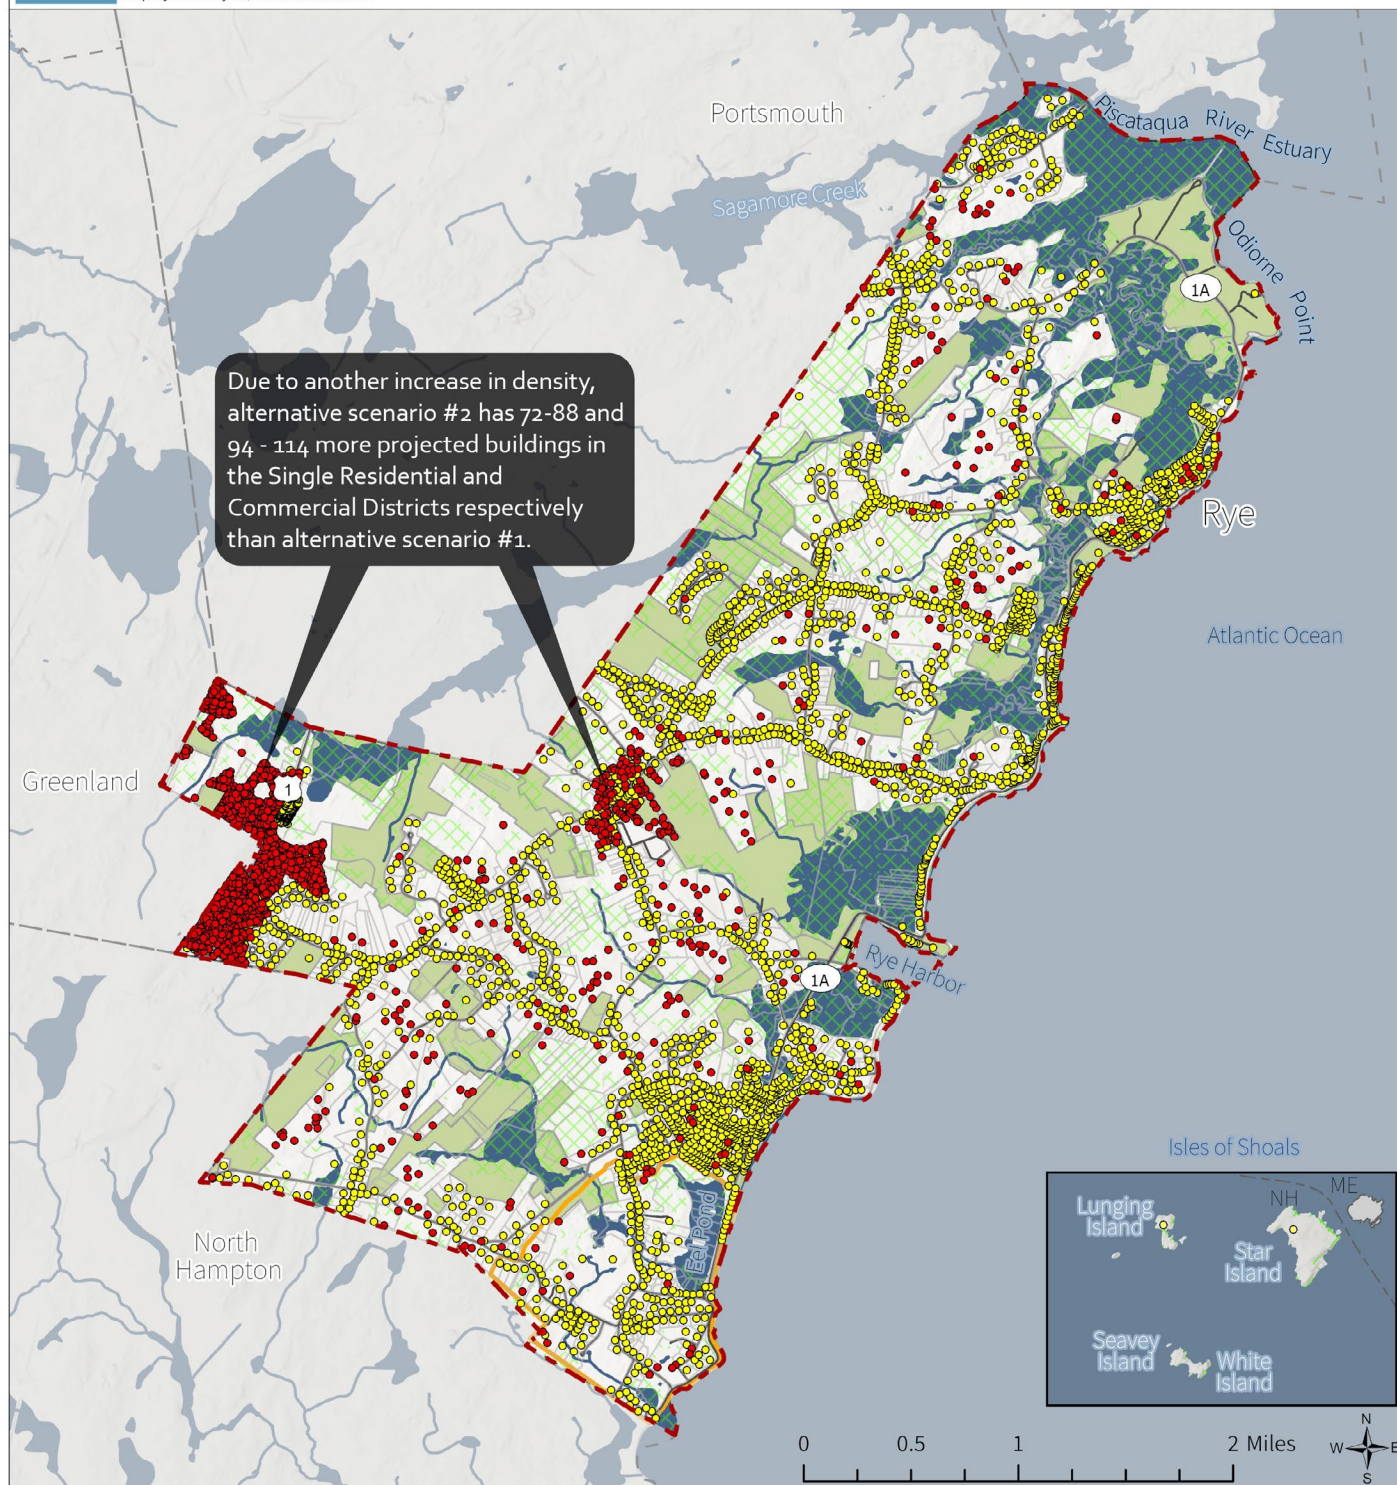 Portsmouth
Piscataqua River Estuary
Sagamore Creek
Odiorne Point
1A
Due to another increase in density,
alternative scenario #2 has 72-88 and
94 - 114 more projected buildings in
the Single Residential and
Commercial Districts respectively
than alternative scenario #1.
Rye
Atlantic Ocean
Greenland
1
Rye Harbor
1A
Isles of Shoals
NH
ME
Lunging
Island
Star
Island
Eel Pond
North
Hampton
Seavey
Island
White
Island
0 0.5 1 2 Miles
N
W E
S